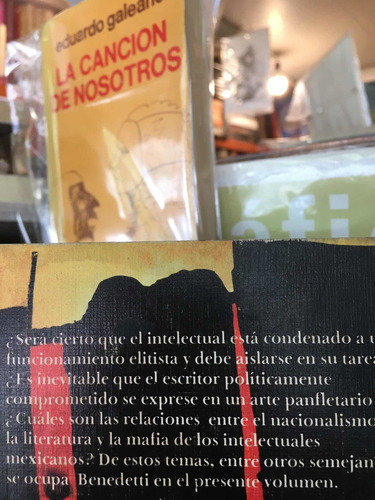 eduardo galeano
LA CANCION
DE NOSOTROS
¿Será cierto que el intelectual está condenado a u
funcionamiento elitista y debe aislarse en su tarea
¿Es inevitable que el escritor políticamente
comprometido se exprese en un arte panfletario
¿Cuáles son las relaciones entre el nacionalismo
la literatura y la mafia de los intelectuales
mexicanos? De estos temas, entre otros semejan
se ocupa Benedetti en el presente volumen.